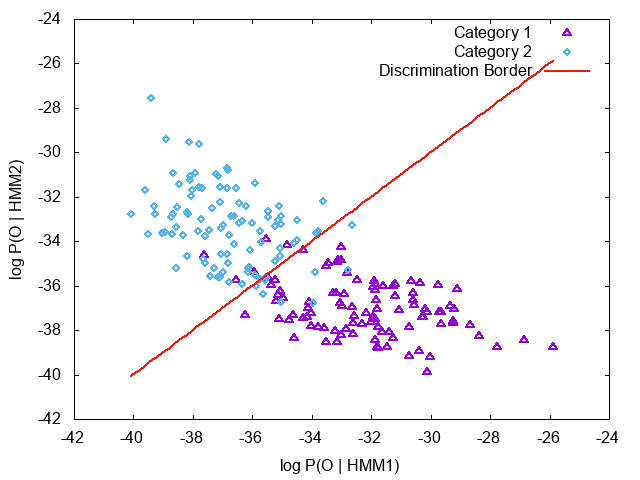 Category 1
Category 2
Discrimination Border
-24
-26
-28
-30
-32
-34
-36
-38
-40
-42
log P(O | HMM2)
-42 -40 -38 -36 -34 -32 -30 -28 -26 -24
log P(O | HMM1)